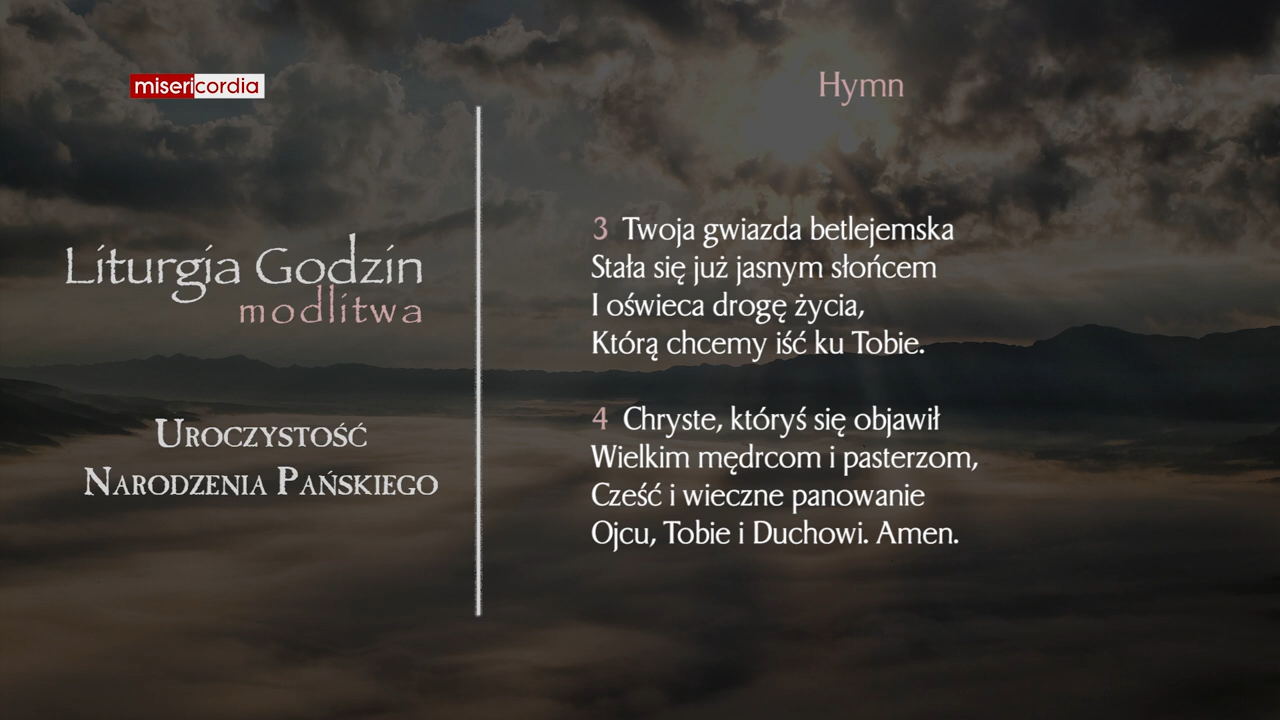 misericordia
Liturgia Godzin
modlitwa
Uroczystość
Narodzenia Pańskiego
Hymn
3 Twoja gwiazda betlejemska
Stała się już jasnym słońcem
I oświeca drogę życia,
Którą chcemy iść ku Tobie.
4 Chryste, któryś się objawił
Wielkim mędrcom i pasterzom,
Cześć i wieczne panowanie
Ojcu, Tobie i Duchowi. Amen.